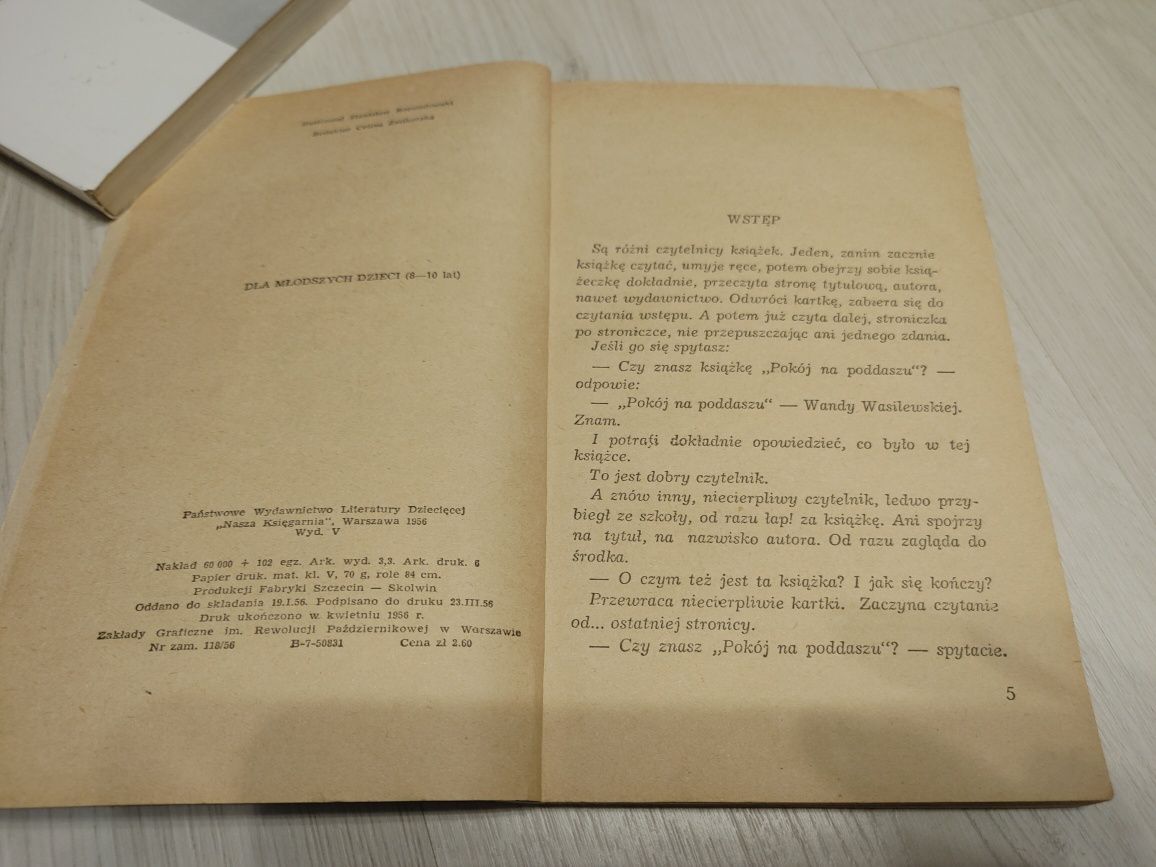 Redaktor Celina
DLA MŁODSZYCH DZIECI (8—10 lat)
Państwowe Wydawnictwo Literatury Dziecięcej
„Nasza Księgarnia", Warszawa 1956
Wyd. V
Nakład 60 000 + 102 egz. Ark. wyd. 3,3. Ark. druk. 6
Papier druk. mat. kl. V, 70 g, role 84 cm.
Produkcji Fabryki Szczecin — Skolwin
Oddano do składania 19.I.56. Podpisano do druku 23.III.56
Druk ukończono w kwietniu 1956 r.
Zakłady Graficzne im. Rewolucji Październikowej w Warszawie
Nr zam. 118/56 B-7-50831 Cena zł 2.60
WSTĘP
Są różni czytelnicy książek. Jeden, zanim zacznie
książkę czytać, umyje ręce, potem obejrzy sobie ksią-
żeczkę dokładnie, przeczyta stronę tytułową, autora,
nawet wydawnictwo. Odwróci kartkę, zabiera się do
czytania wstępu. A potem już czyta dalej, stroniczka
po stroniczce, nie przepuszczając ani jednego zdania.
Jeśli go się spytasz:
— Czy znasz książkę „Pokój na poddaszu"? —
odpowie:
— „Pokój na poddaszu" — Wandy Wasilewskiej.
Znam.
I potrafi dokładnie opowiedzieć, co było w tej
książce.
To jest dobry czytelnik.
A znów inny, niecierpliwy czytelnik, ledwo przy-
biegł ze szkoły, od razu łap! za książkę. Ani spojrzy
na tytuł, na nazwisko autora. Od razu zagląda do
środka.
— O czym też jest ta książka? I jak się kończy?
Przewraca niecierpliwie kartki. Zaczyna czytanie
od... ostatniej stronicy.
— Czy znasz „Pokój na poddaszu"? — spytacie.
5